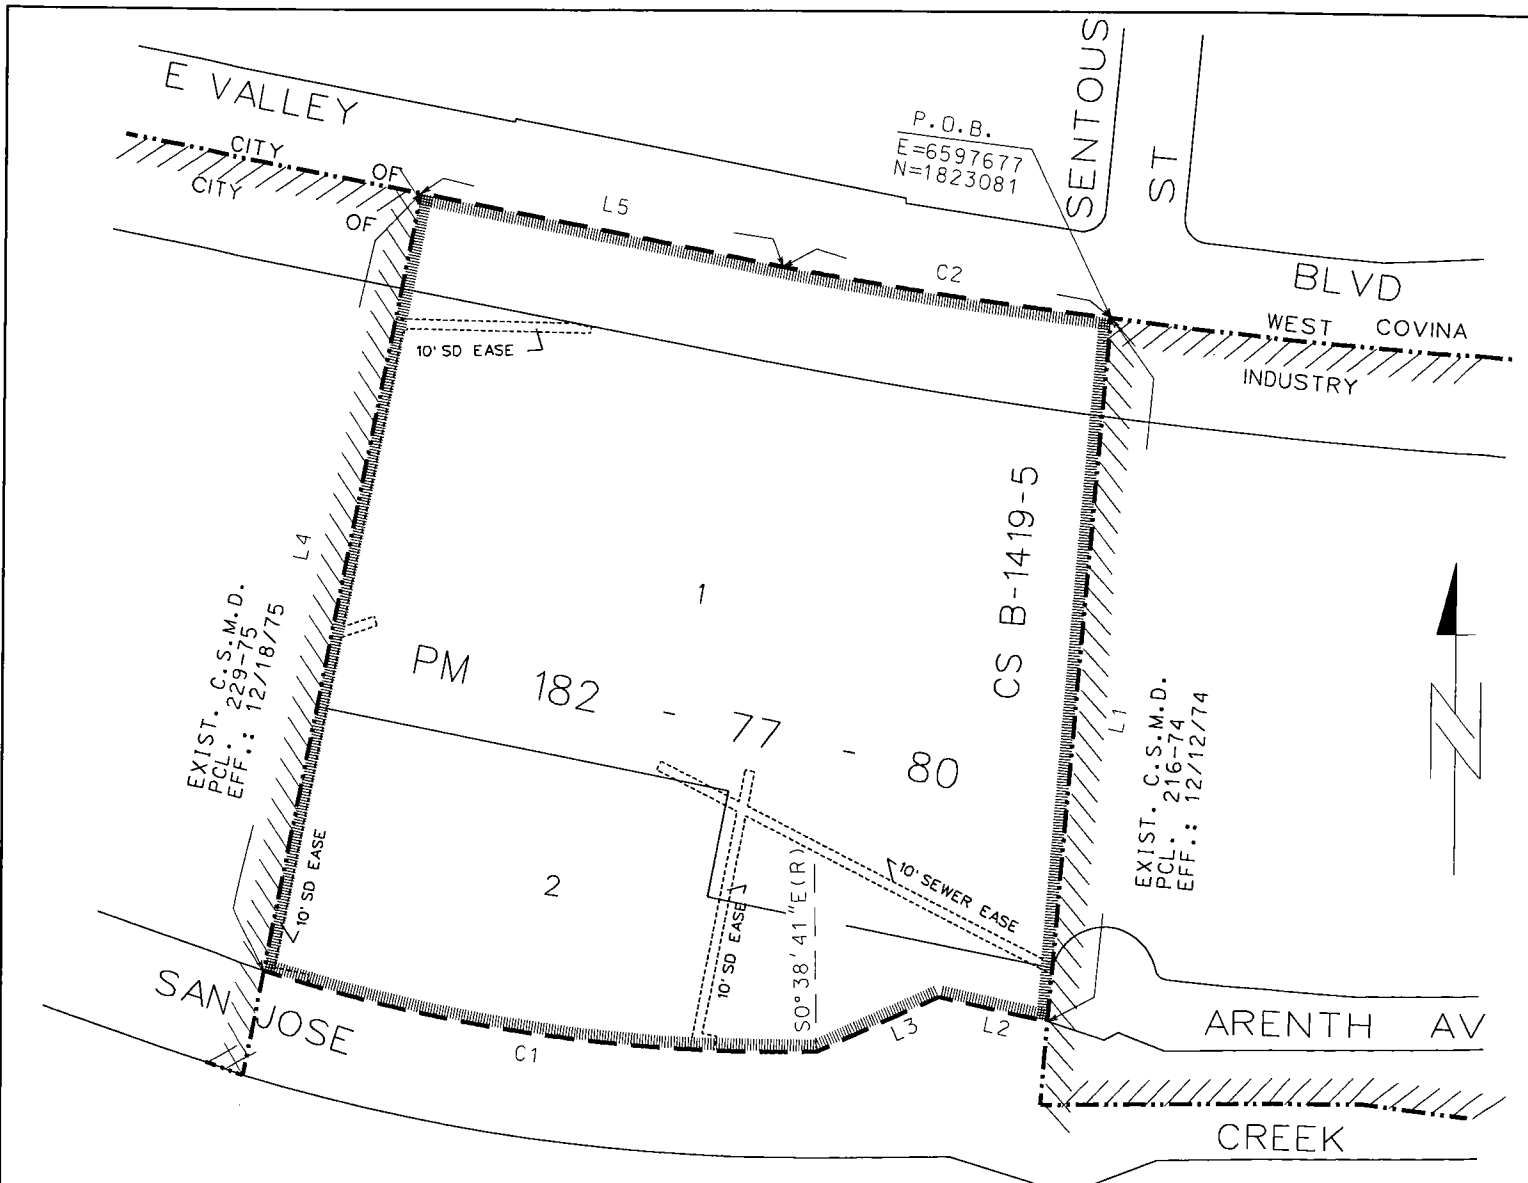 E VALLEY
SENTOUS
ST
P.O.B.
E=6597677
N=1823081
CITY
CITY
OF
OF
L5
C2
BLVD
WEST COVINA
INDUSTRY
10' SD EASE
CS B-1419-5
L4
1
EXIST. C.S.M.D.
PCL. 229-75
EFF.: 12/18/75
PM 182 - 77 - 80
L1
EXIST. C.S.M.D.
PCL. 216-74
EFF.: 12/12/74
N
2
10' SD EASE
10' SD EASE
S0°38'41"E(R)
10' SEWER EASE
SAN JOSE
C1
L3
L2
ARENTH AV
CREEK